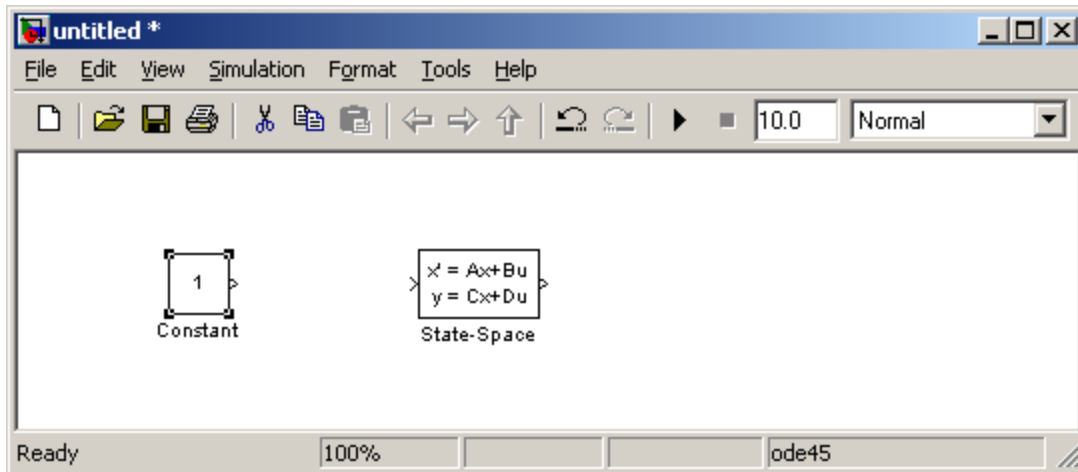 untitled *
File Edit View Simulation Format Tools Help
10.0 Normal
1
x' = Ax+Bu
y = Cx+Du
Constant
State-Space
Ready 100% ode45